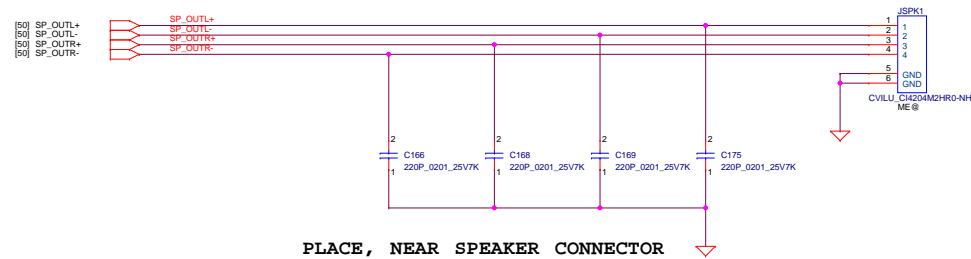 JSPK1
[50] SP_OUTL+ SP_OUTL+ 1 1
[50] SP_OUTL- SP_OUTL- 2 2
[50] SP_OUTR+ SP_OUTR+ 3 3
[50] SP_OUTR- SP_OUTR- 4 4
5 GND
6 GND
CVILU_CI4204M2HR0-NH
ME@
2 2 2 2
C166 C168 C169 C175
220P_0201_25V7K 220P_0201_25V7K 220P_0201_25V7K 220P_0201_25V7K
1 1 1 1
PLACE, NEAR SPEAKER CONNECTOR